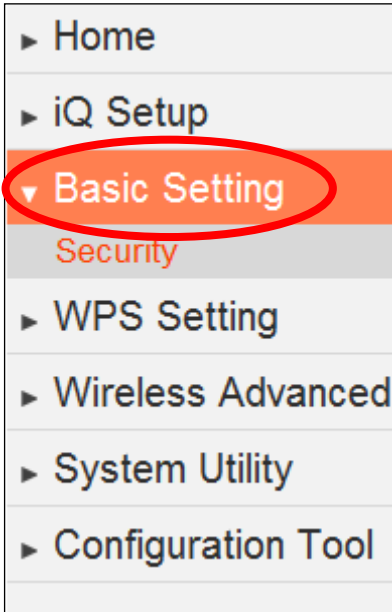 Home
iQ Setup
Basic Setting
Security
WPS Setting
Wireless Advanced
System Utility
Configuration Tool